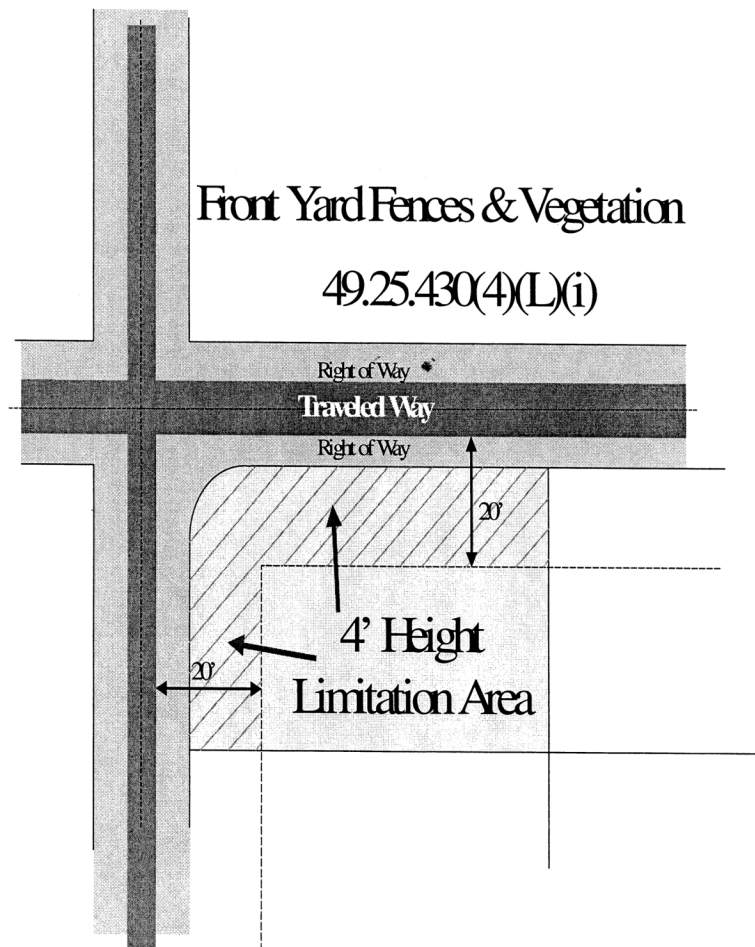 Front Yard Fences & Vegetation
49.25.430(4)(L)(i)
Right of Way
Traveled Way
Right of Way
20'
4' Height
Limitation Area
20'